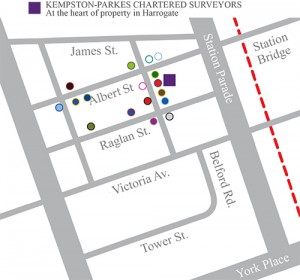 KEMPSTON-PARKES CHARTERED SURVEYORS
At the heart of property in Harrogate
James St.
Station Parade
Station
Bridge
Albert St
Raglan St.
Victoria Av.
Belford Rd.
Tower St.
York Place